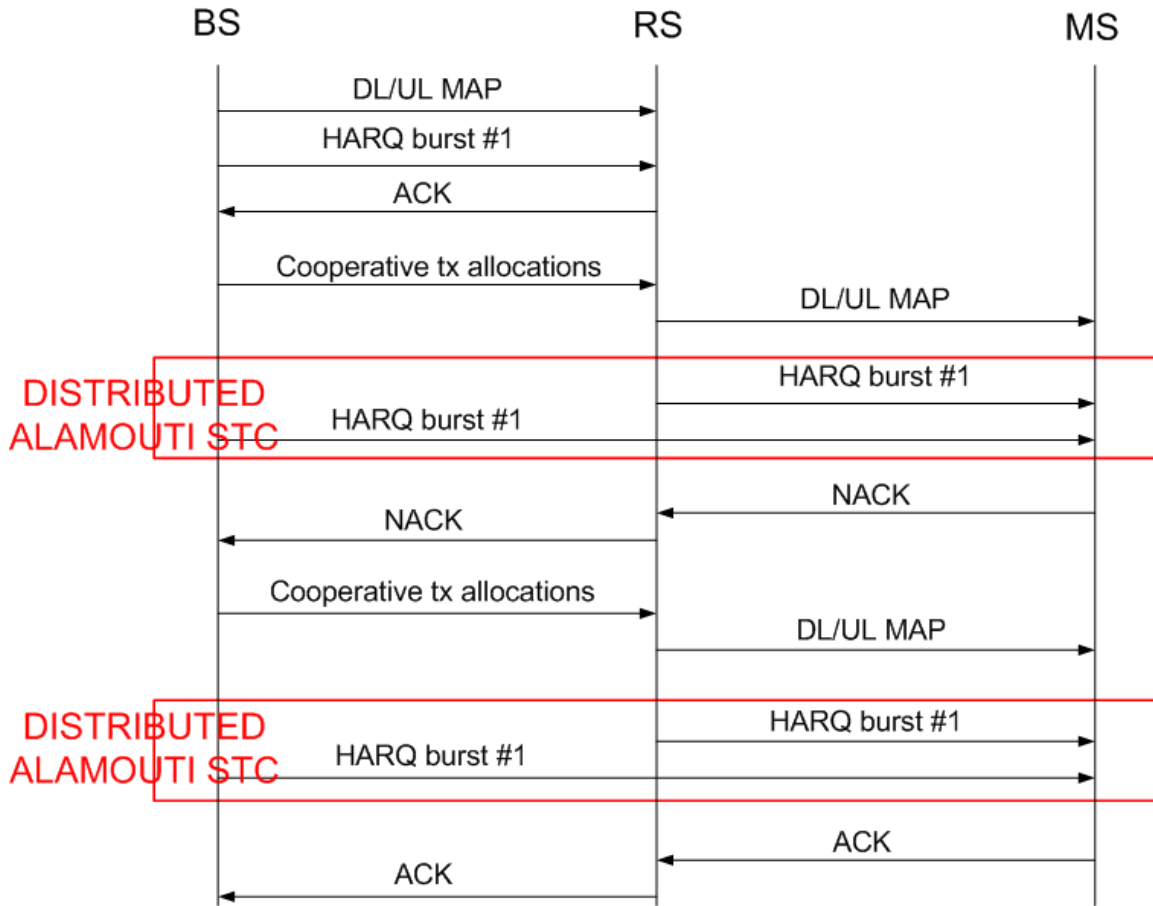 BS
RS
MS
DL/UL MAP
HARQ burst #1
ACK
Cooperative tx allocations
DL/UL MAP
HARQ burst #1
DISTRIBUTED
ALAMOUTI STC
HARQ burst #1
NACK
NACK
Cooperative tx allocations
DL/UL MAP
HARQ burst #1
DISTRIBUTED
ALAMOUTI STC
HARQ burst #1
ACK
ACK